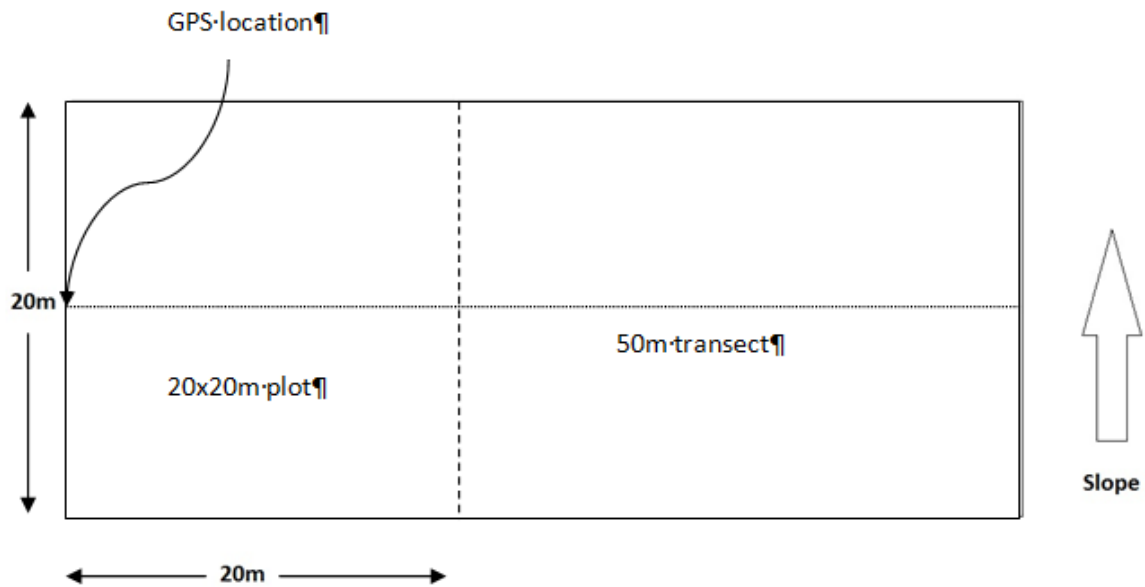 GPS·location¶
20m
50m·transect¶
20x20m·plot¶
Slope
20m